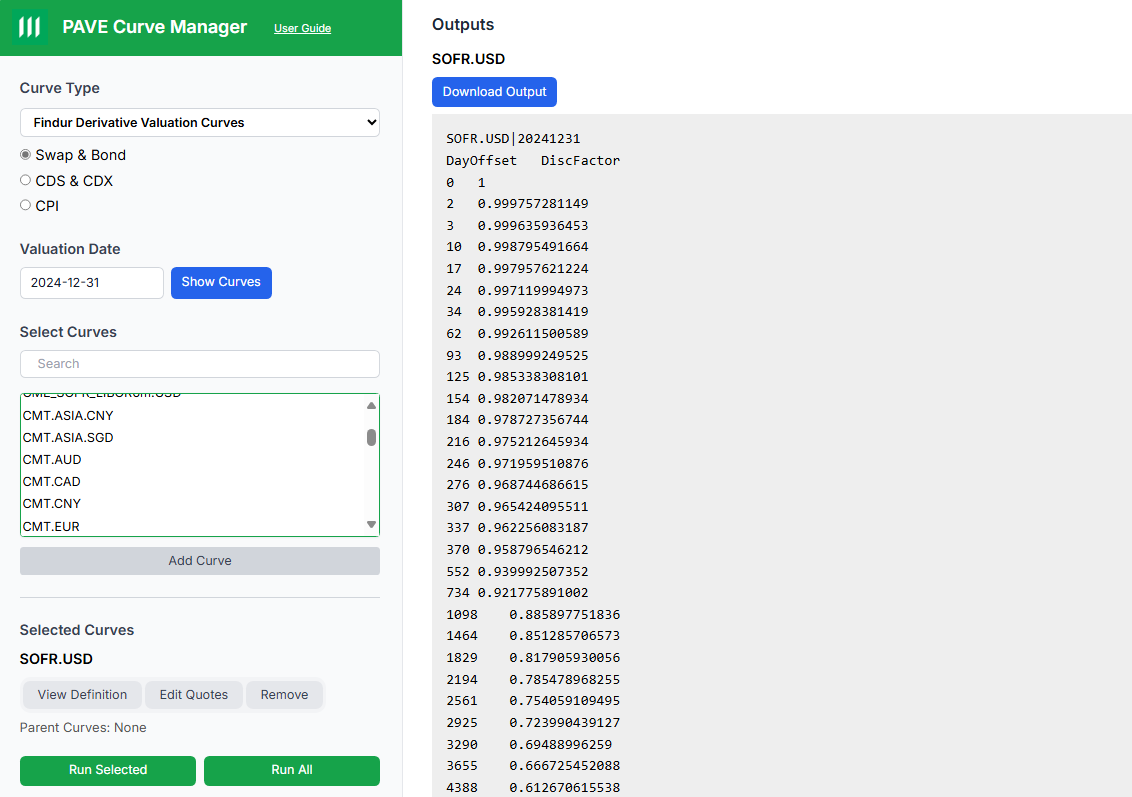 PAVE Curve Manager
User Guide
Curve Type
Findur Derivative Valuation Curves
Swap & Bond
CDS & CDX
CPI
Valuation Date
2024-12-31
Show Curves
Select Curves
Search
CMT.ASIA.CNY
CMT.ASIA.SGD
CMT.AUD
CMT.CAD
CMT.CNY
CMT.EUR
Add Curve
Selected Curves
SOFR.USD
View Definition
Edit Quotes
Remove
Parent Curves: None
Run Selected
Run All
Outputs
SOFR.USD
Download Output
SOFR.USD|20241231
DayOffset DiscFactor
0 1
2 0.999757281149
3 0.999635936453
10 0.998795491664
17 0.997957621224
24 0.997119994973
34 0.995928381419
62 0.992611500589
93 0.988999249525
125 0.985338308101
154 0.982071478934
184 0.978727356744
216 0.975212645934
246 0.971959510876
276 0.968744686615
307 0.965424095511
337 0.962256083187
370 0.958796546212
552 0.939992507352
734 0.921775891002
1098 0.885897751836
1464 0.851285706573
1829 0.817905930056
2194 0.785478968255
2561 0.754059109495
2925 0.723990439127
3290 0.69488996259
3655 0.666725452088
4388 0.612670615538